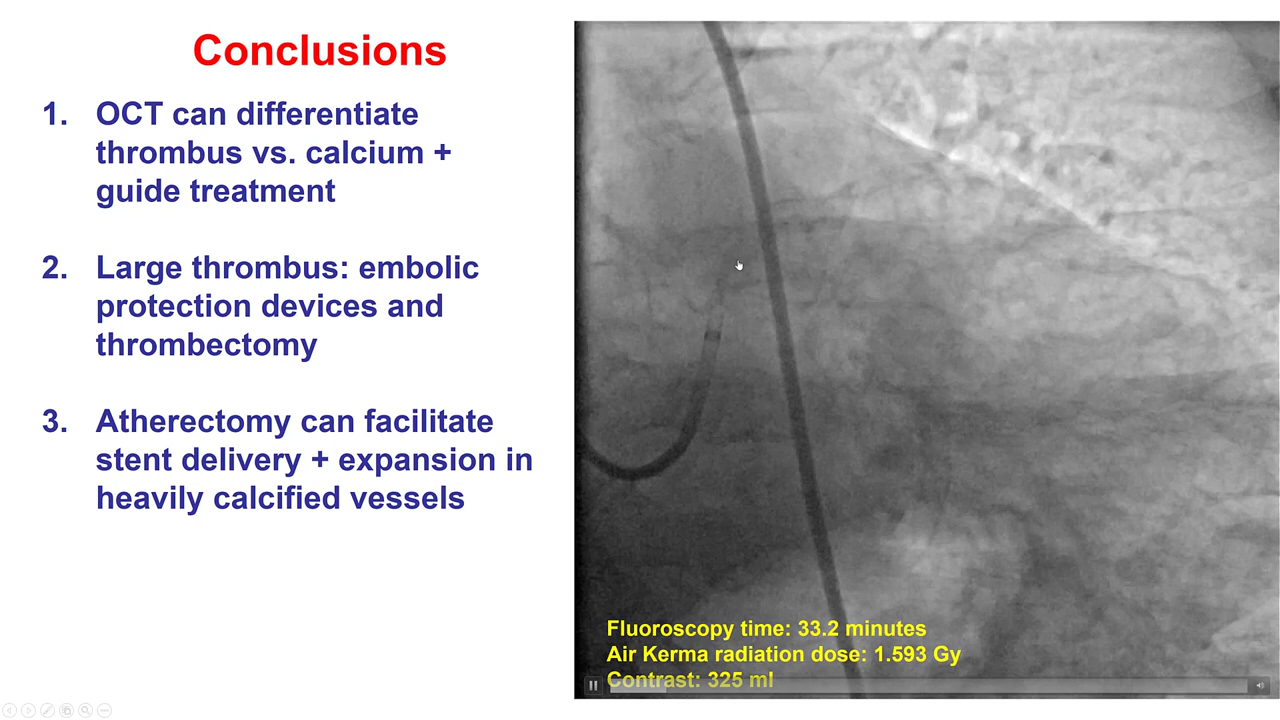 Conclusions
1. OCT can differentiate
thrombus vs. calcium +
guide treatment
2. Large thrombus: embolic
protection devices and
thrombectomy
3. Atherectomy can facilitate
stent delivery + expansion in
heavily calcified vessels
Fluoroscopy time: 33.2 minutes
Air Kerma radiation dose: 1.593 Gy
Contrast: 325 ml